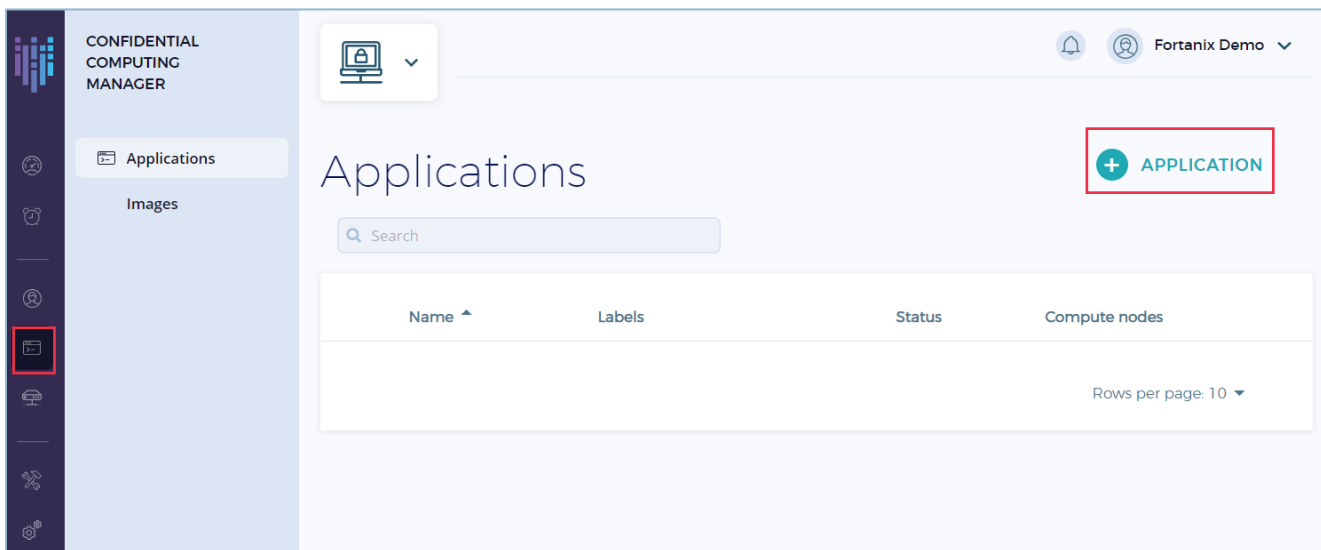 CONFIDENTIAL
COMPUTING
MANAGER
Fortanix Demo
Applications
Images
Applications
APPLICATION
Search
Name Labels Status Compute nodes
Rows per page: 10